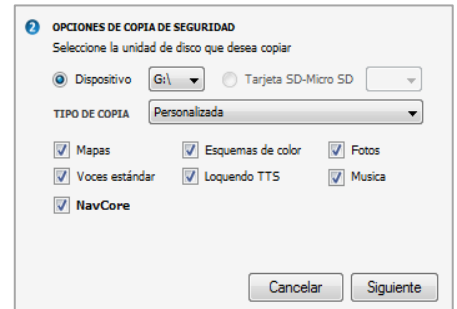 2 OPCIONES DE COPIA DE SEGURIDAD
Seleccione la unidad de disco que desea copiar
Dispositivo G:\ Tarjeta SD-Micro SD
TIPO DE COPIA Personalizada
Mapas Esquemas de color Fotos
Voces estándar Loquendo TTS Musica
NavCore
Cancelar Siguiente